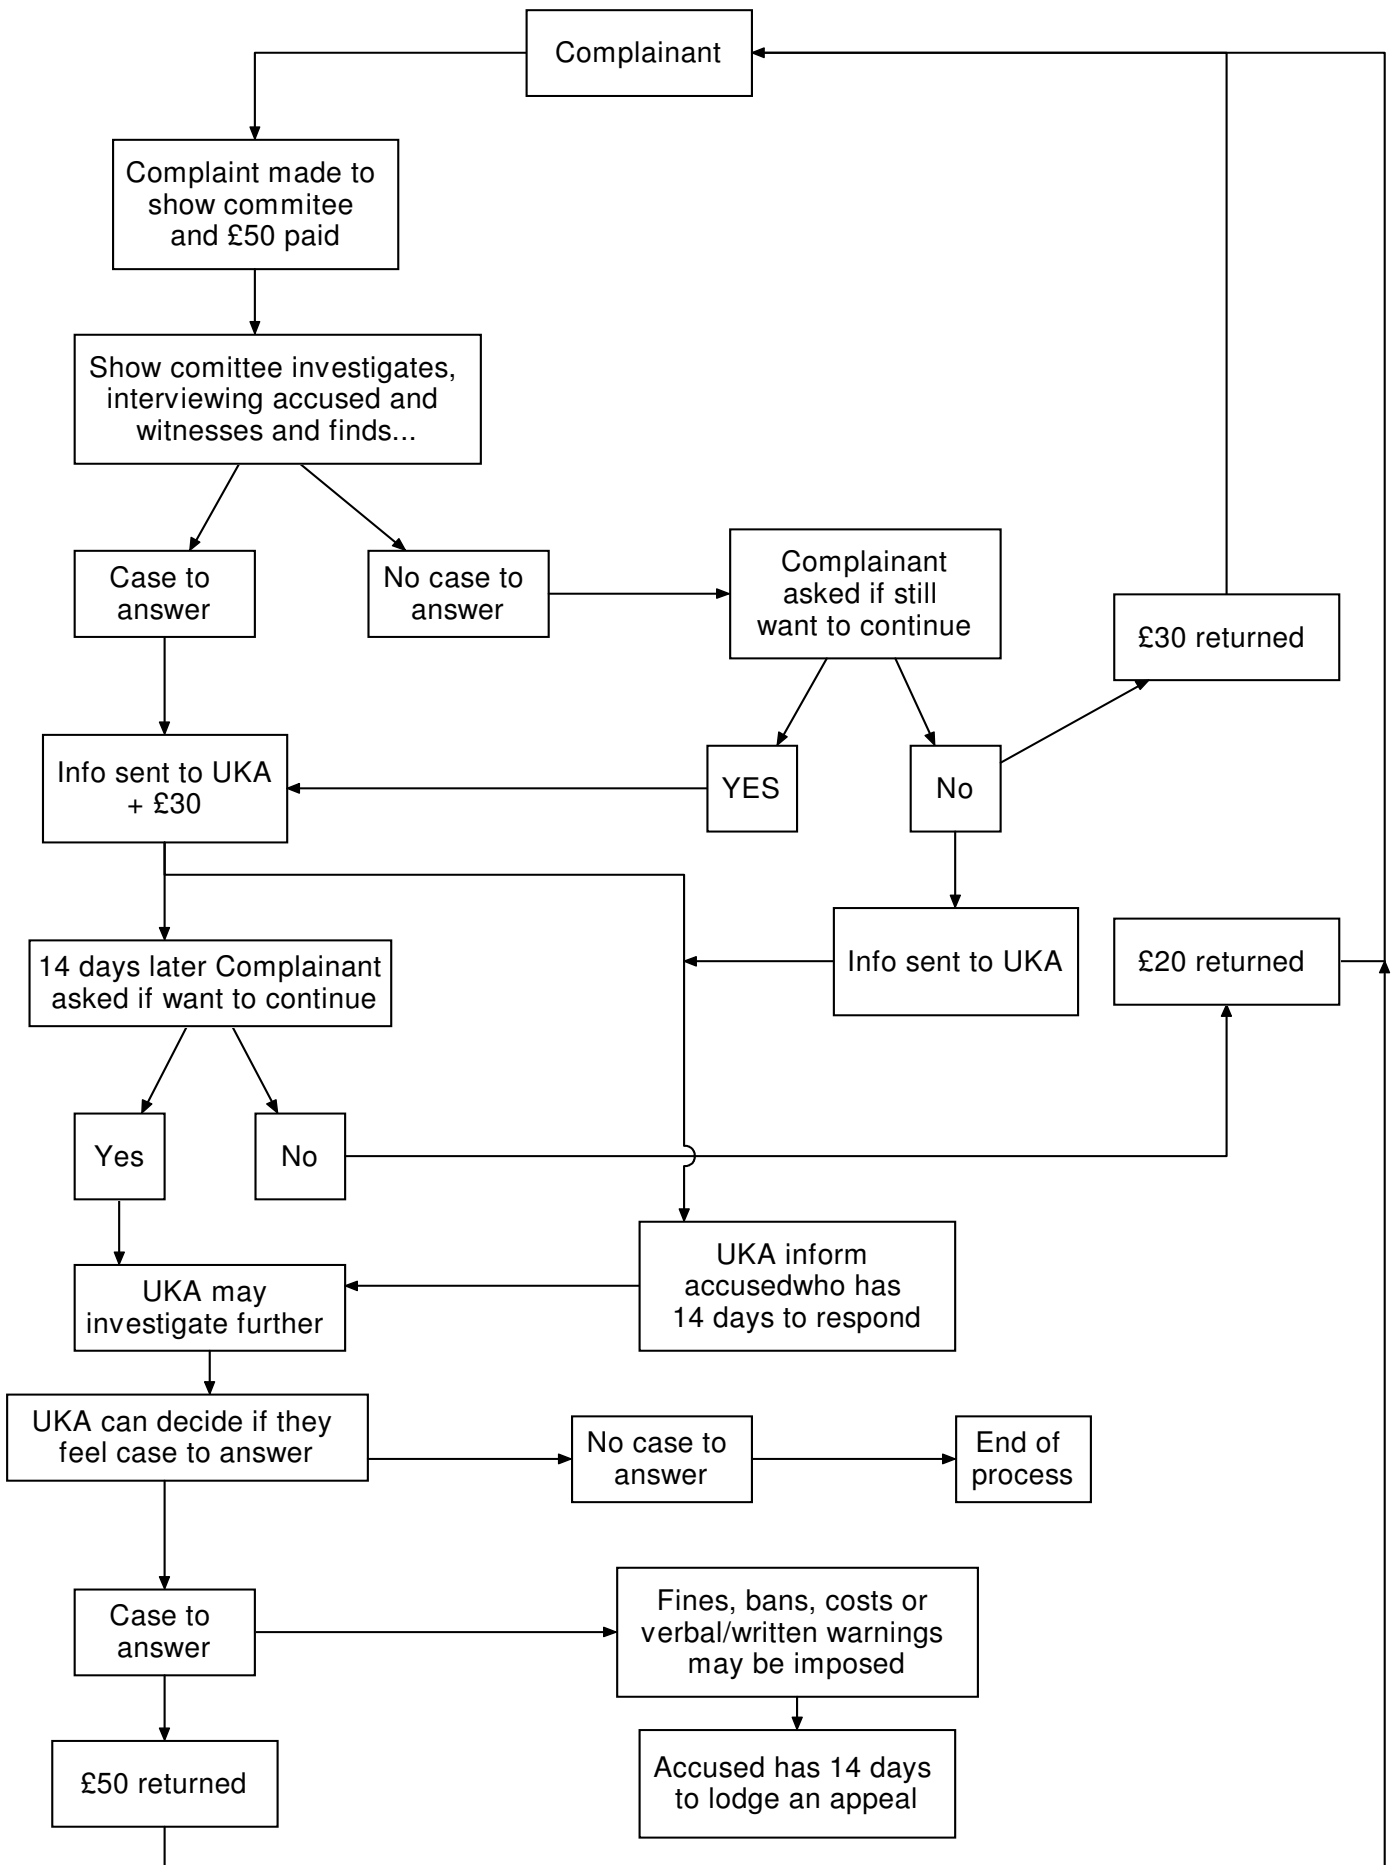 Complainant
Complaint made to
show commitee
and £50 paid
Show comittee investigates,
interviewing accused and
witnesses and finds...
Case to
answer
No case to
answer
Complainant
asked if still
want to continue
£30 returned
Info sent to UKA
+ £30
YES
No
14 days later Complainant
asked if want to continue
Info sent to UKA
£20 returned
Yes
No
UKA inform
accusedwho has
14 days to respond
UKA may
investigate further
UKA can decide if they
feel case to answer
No case to
answer
End of
process
Case to
answer
Fines, bans, costs or
verbal/written warnings
may be imposed
£50 returned
Accused has 14 days
to lodge an appeal